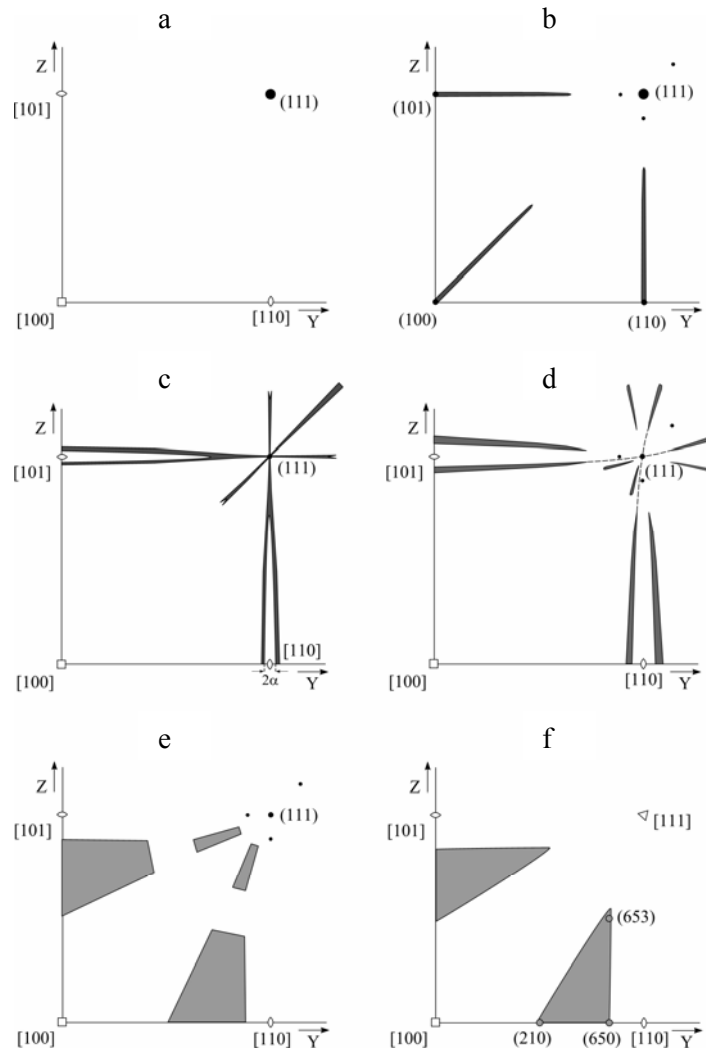 a
Z
[101]
(111)
[100]
[110]
Y
b
Z
(101)
(111)
(100)
(110)
Y
c
Z
[101]
(111)
[110]
[100]
2α
Y
d
Z
[101]
(111)
[100]
[110]
Y
e
Z
[101]
(111)
[100]
[110]
Y
f
Z
[101]
[111]
(653)
[100]
(210)
(650)
[110]
Y